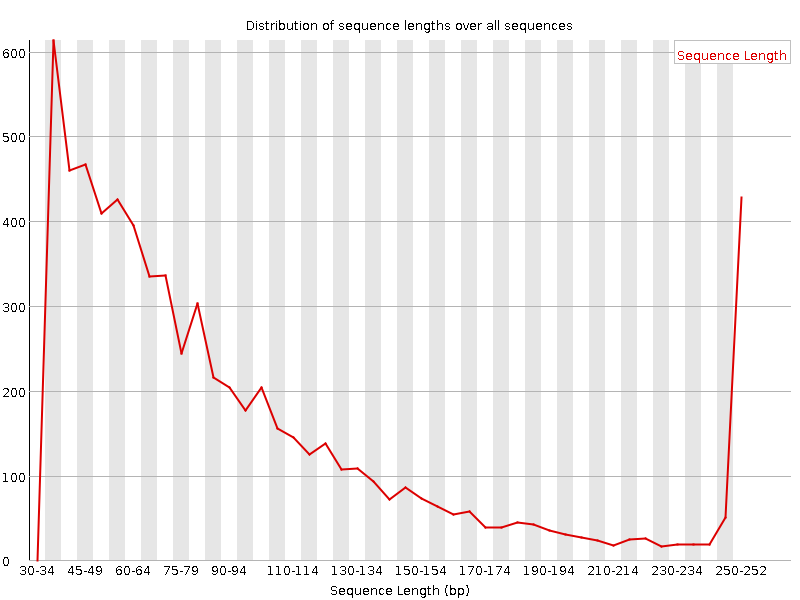 Distribution of sequence lengths over all sequences
Sequence Length
600
500
400
300
200
100
0
30-34 45-49 60-64 75-79 90-94 110-114 130-134 150-154 170-174 190-194 210-214 230-234 250-252
Sequence Length (bp)